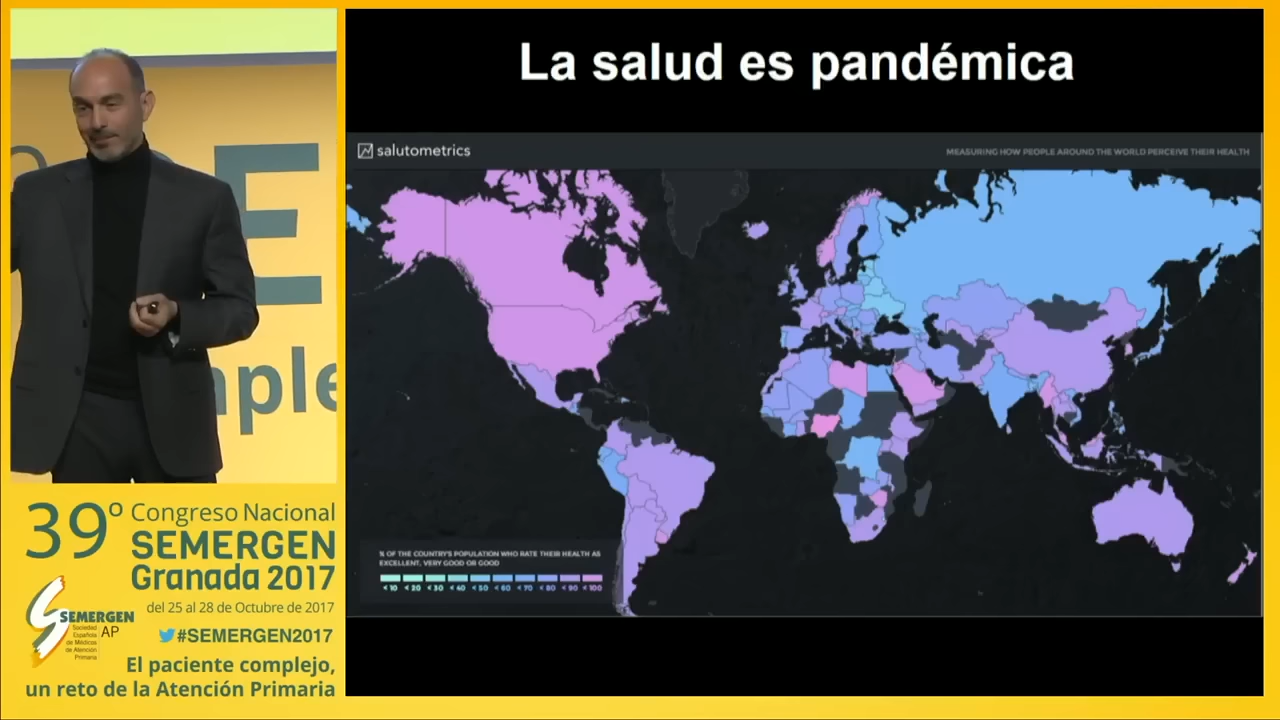 La salud es pandémica
salutometrics
MEASURING HOW PEOPLE AROUND THE WORLD PERCEIVE THEIR HEALTH
% OF THE COUNTRY'S POPULATION WHO RATE THEIR HEALTH AS
EXCELLENT, VERY GOOD OR GOOD
< 10 < 20 < 30 < 40 < 50 < 60 < 70 < 80 < 90 < 100
E
mple
39º Congreso Nacional
SEMERGEN
Granada 2017
del 25 al 28 de Octubre de 2017
SEMERGEN
AP
Sociedad
Española
de Médicos
de Atención
Primaria
#SEMERGEN2017
El paciente complejo,
un reto de la Atención Primaria